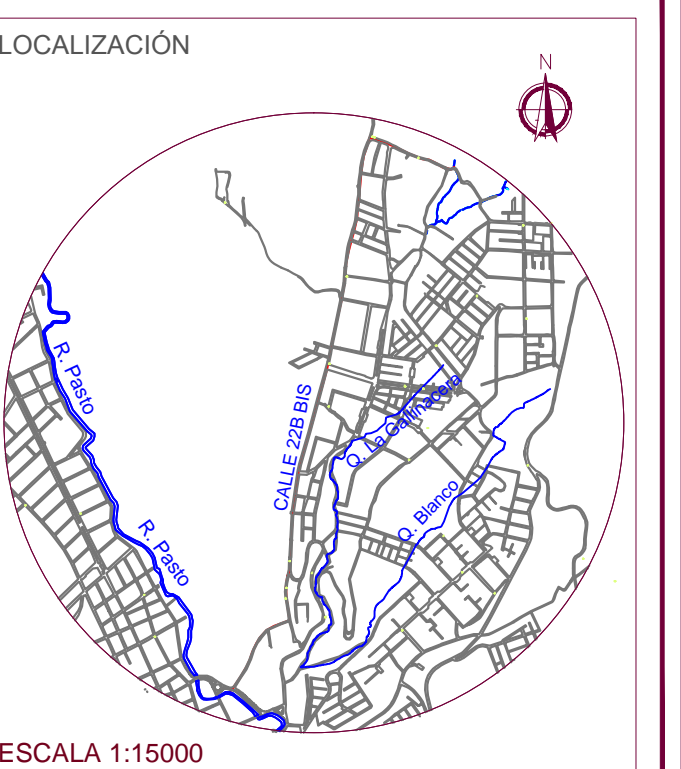 LOCALIZACIÓN
N
R. Pasto
CALLE 22B BIS
Q. La Gallinacera
Q. Blanco
R. Pasto
ESCALA 1:15000